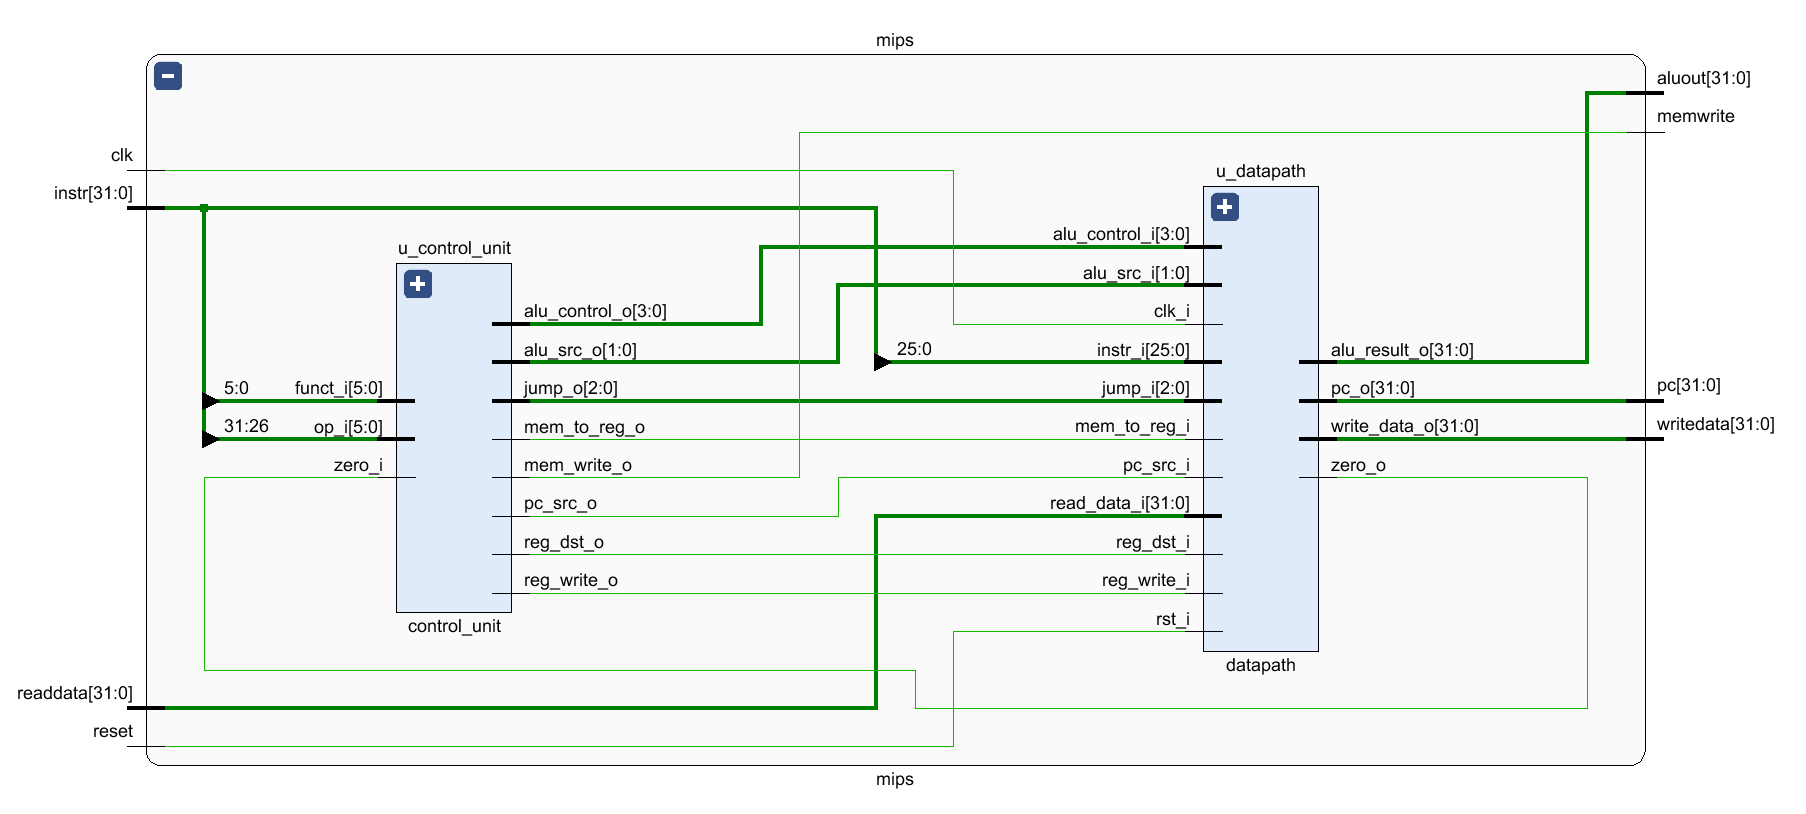 mips
aluout[31:0]
memwrite
clk
instr[31:0]
u_datapath
alu_control_i[3:0]
u_control_unit
alu_src_i[1:0]
alu_control_o[3:0]
clk_i
alu_src_o[1:0]
25:0
instr_i[25:0]
alu_result_o[31:0]
5:0
funct_i[5:0]
jump_o[2:0]
jump_i[2:0]
pc_o[31:0]
pc[31:0]
31:26
op_i[5:0]
mem_to_reg_o
mem_to_reg_i
write_data_o[31:0]
writedata[31:0]
zero_i
mem_write_o
pc_src_i
zero_o
pc_src_o
read_data_i[31:0]
reg_dst_o
reg_dst_i
reg_write_o
reg_write_i
rst_i
control_unit
datapath
readdata[31:0]
reset
mips